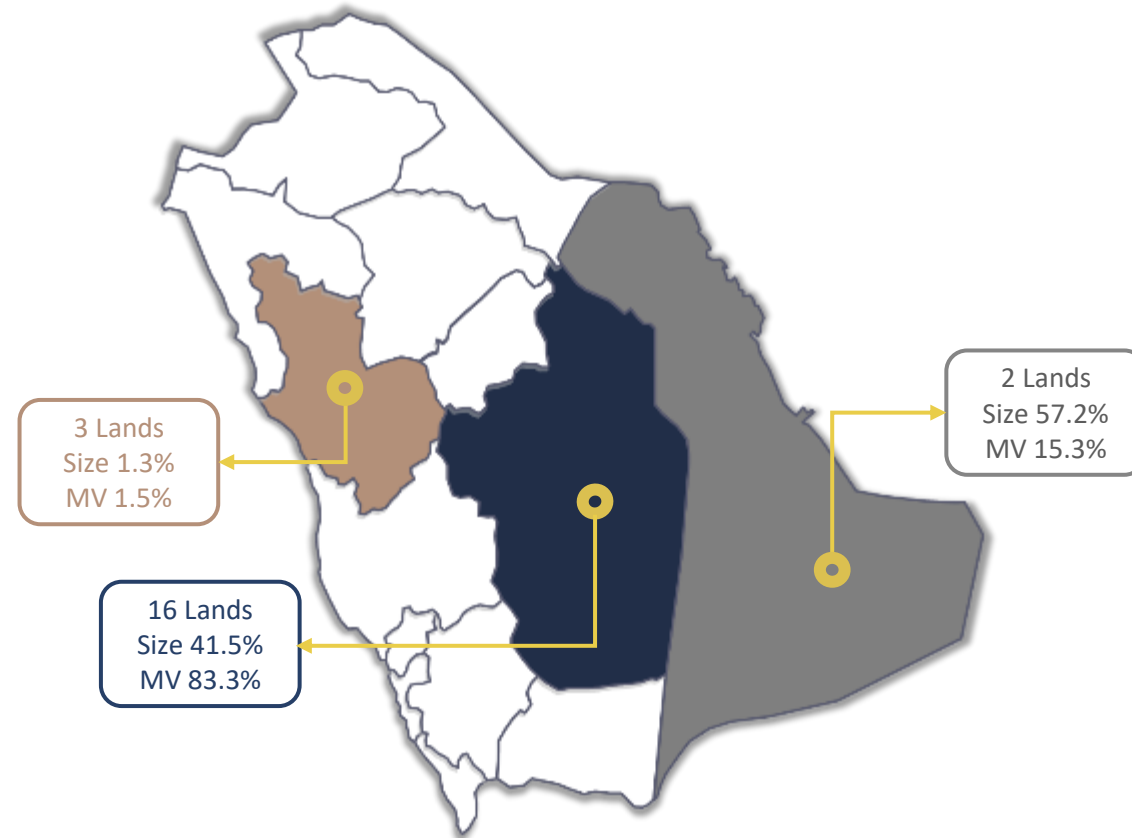 2 Lands
Size 57.2%
MV 15.3%
3 Lands
Size 1.3%
MV 1.5%
16 Lands
Size 41.5%
MV 83.3%